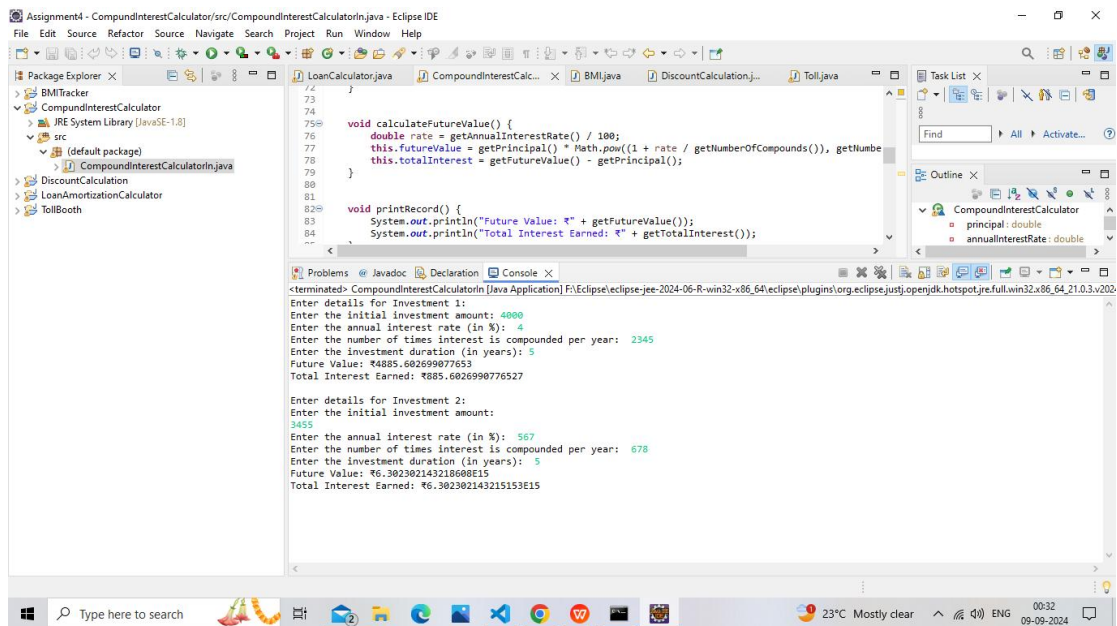 Assignment4 - CompundInterestCalculator/src/CompoundInterestCalculatorIn.java - Eclipse IDE
File Edit Source Refactor Source Navigate Search Project Run Window Help
Package Explorer
BMITracker
CompundInterestCalculator
JRE System Library [JavaSE-1.8]
src
(default package)
CompoundInterestCalculatorIn.java
DiscountCalculation
LoanAmortizationCalculator
TollBooth
LoanCalculator.java CompoundInterestCalc... BMI.java DiscountCalculation.j... Toll.java
72 }
73
74
75 void calculateFutureValue() {
76 double rate = getAnnualInterestRate() / 100;
77 this.futureValue = getPrincipal() * Math.pow((1 + rate / getNumberOfCompounds()), getNumbe
78 this.totalInterest = getFutureValue() - getPrincipal();
79 }
80
81
82 void printRecord() {
83 System.out.println("Future Value: ₹" + getFutureValue());
84 System.out.println("Total Interest Earned: ₹" + getTotalInterest());
Task List
Find All Activate...
Outline
CompoundInterestCalculator
principal : double
annualInterestRate : double
Problems Javadoc Declaration Console
<terminated> CompoundInterestCalculatorIn [Java Application] F:\Eclipse\eclipse-jee-2024-06-R-win32-x86_64\eclipse\plugins\org.eclipse.justj.openjdk.hotspot.jre.full.win32.x86_64_21.0.3.v2024
Enter details for Investment 1:
Enter the initial investment amount: 4000
Enter the annual interest rate (in %): 4
Enter the number of times interest is compounded per year: 2345
Enter the investment duration (in years): 5
Future Value: ₹4885.602699077653
Total Interest Earned: ₹885.6026990776527
Enter details for Investment 2:
Enter the initial investment amount:
3455
Enter the annual interest rate (in %): 567
Enter the number of times interest is compounded per year: 678
Enter the investment duration (in years): 5
Future Value: ₹6.302302143218608E15
Total Interest Earned: ₹6.302302143215153E15
Type here to search
23°C Mostly clear
ENG
00:32
09-09-2024